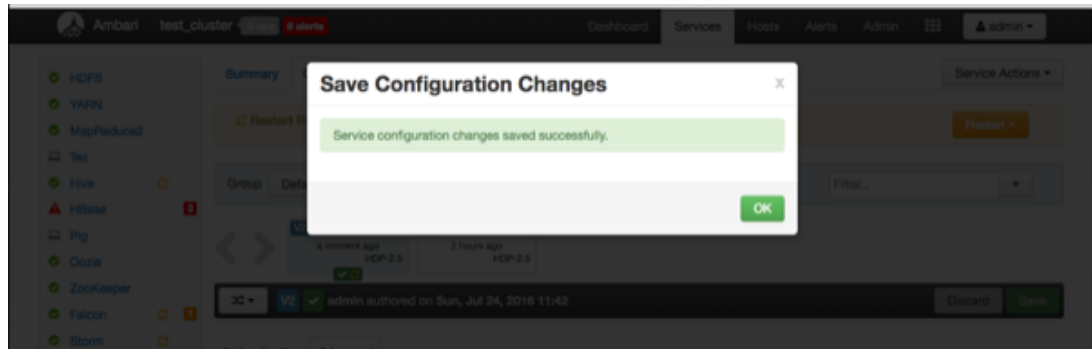 Ambari test_cluster 8 alerts Dashboard Services Hosts Alerts Admin admin
HDFS
YARN
MapReduce2
Tez
Hive
HBase 3
Pig
Oozie
ZooKeeper
Falcon 1
Storm
Summary
Service Actions
Restart
Group
Filter...
Save Configuration Changes x
Service configuration changes saved successfully.
OK
a moment ago
HDP-2.5
2 hours ago
HDP-2.5
V2 admin authored on Sun, Jul 24, 2016 11:42 Discard Save